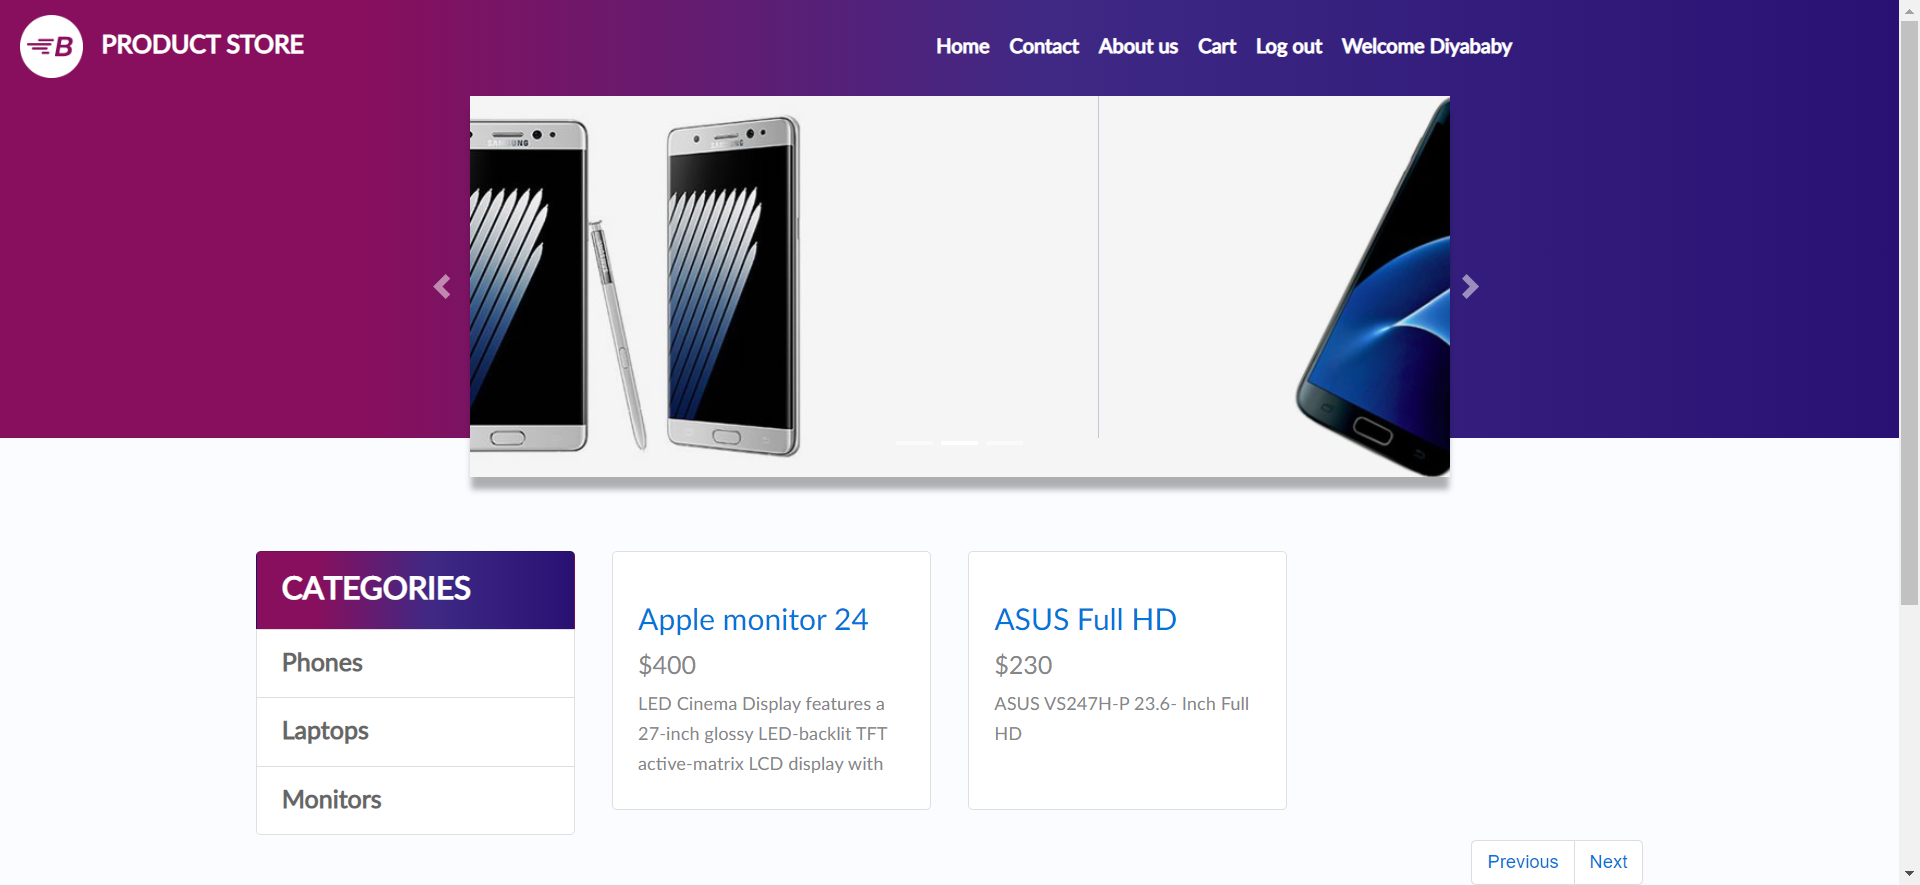 B PRODUCT STORE
Home Contact About us Cart Log out Welcome Diyababy
SAMSUNG SAMSUNG
CATEGORIES
Phones
Laptops
Monitors
Apple monitor 24
$400
LED Cinema Display features a
27-inch glossy LED-backlit TFT
active-matrix LCD display with
ASUS Full HD
$230
ASUS VS247H-P 23.6- Inch Full
HD
Previous Next